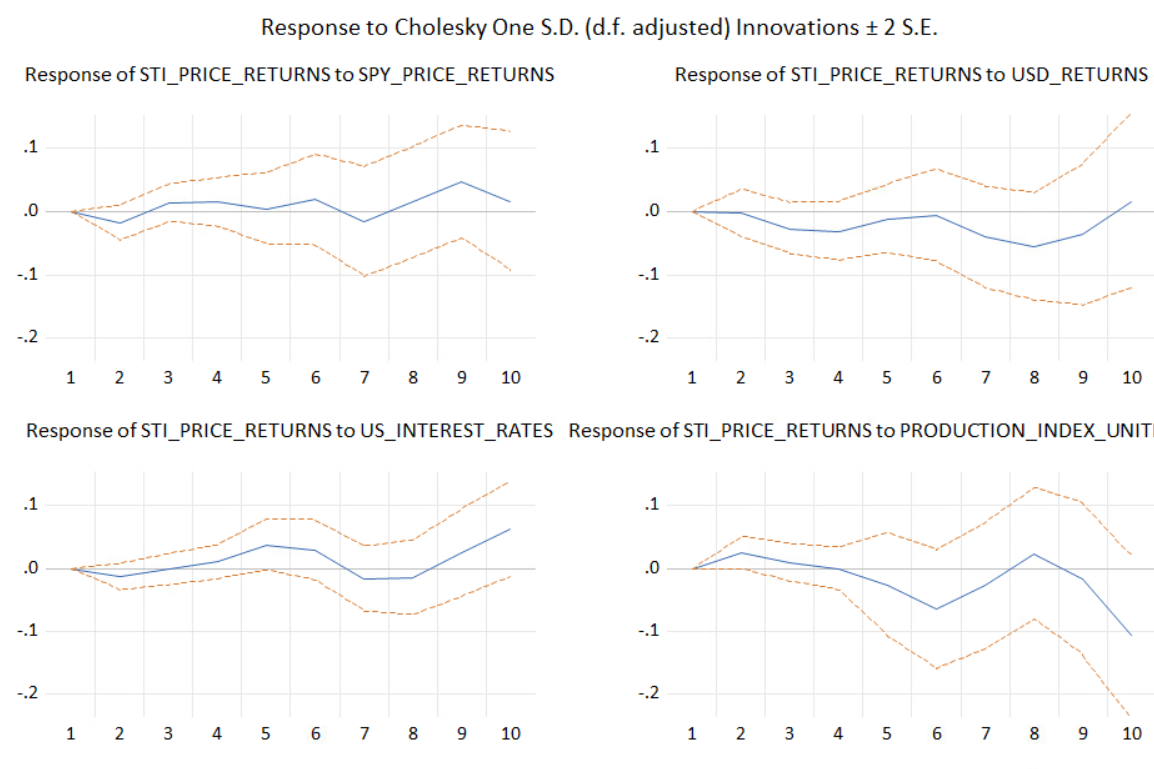 Response to Cholesky One S.D. (d.f. adjusted) Innovations ± 2 S.E.
Response of STI_PRICE_RETURNS to SPY_PRICE_RETURNS
.1
.0
-.1
-.2
1 2 3 4 5 6 7 8 9 10
Response of STI_PRICE_RETURNS to USD_RETURNS
.1
.0
-.1
-.2
1 2 3 4 5 6 7 8 9 10
Response of STI_PRICE_RETURNS to US_INTEREST_RATES
.1
.0
-.1
-.2
1 2 3 4 5 6 7 8 9 10
Response of STI_PRICE_RETURNS to PRODUCTION_INDEX_UNIT
.1
.0
-.1
-.2
1 2 3 4 5 6 7 8 9 10